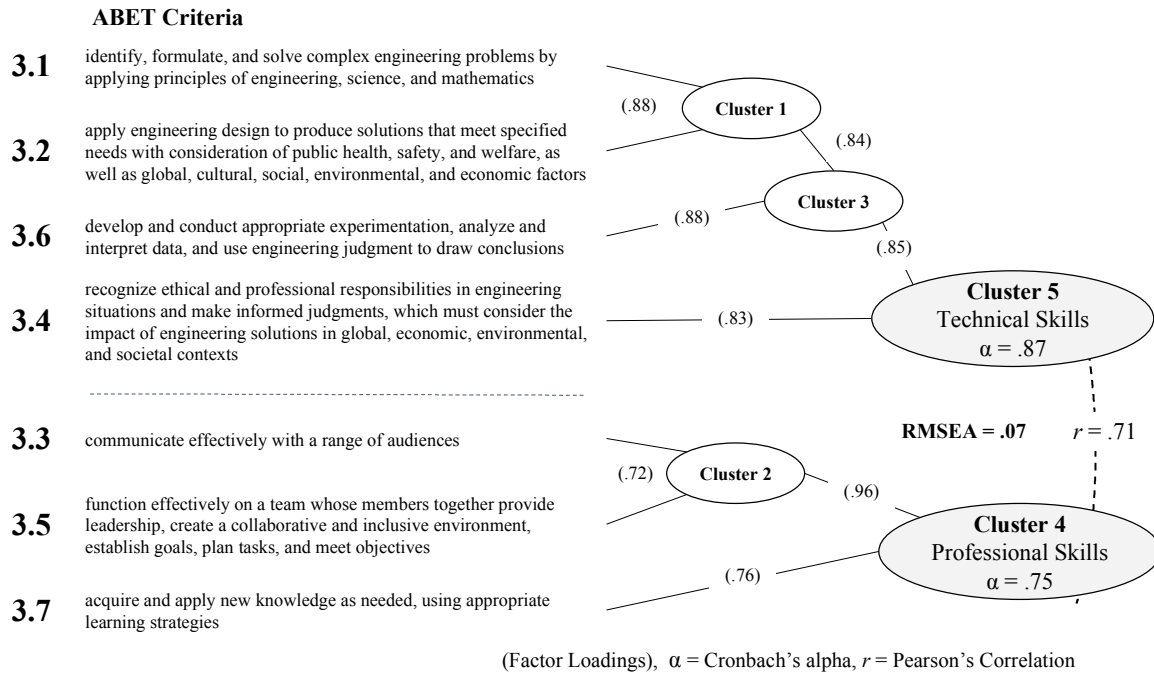 ABET Criteria
3.1
identify, formulate, and solve complex engineering problems by
applying principles of engineering, science, and mathematics
(.88)
Cluster 1
3.2
apply engineering design to produce solutions that meet specified
needs with consideration of public health, safety, and welfare, as
well as global, cultural, social, environmental, and economic factors
(.84)
Cluster 3
3.6
develop and conduct appropriate experimentation, analyze and
interpret data, and use engineering judgment to draw conclusions
(.88)
(.85)
3.4
recognize ethical and professional responsibilities in engineering
situations and make informed judgments, which must consider the
impact of engineering solutions in global, economic, environmental,
and societal contexts
(.83)
Cluster 5
Technical Skills
α = .87
3.3
communicate effectively with a range of audiences
RMSEA = .07
r = .71
(.72)
Cluster 2
(.96)
3.5
function effectively on a team whose members together provide
leadership, create a collaborative and inclusive environment,
establish goals, plan tasks, and meet objectives
Cluster 4
Professional Skills
α = .75
(.76)
3.7
acquire and apply new knowledge as needed, using appropriate
learning strategies
(Factor Loadings), α = Cronbach’s alpha, r = Pearson’s Correlation